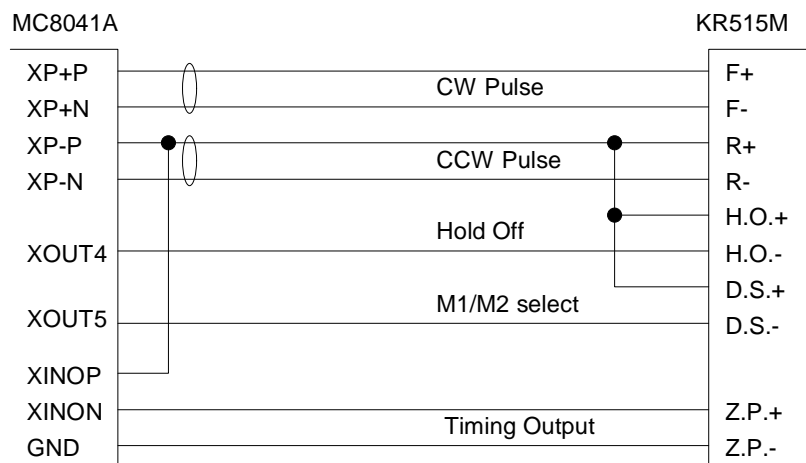 MC8041A KR515M
XP+P F+
CW Pulse
XP+N F-
XP-P R+
CCW Pulse
XP-N R-
H.O.+
Hold Off
XOUT4 H.O.-
D.S.+
M1/M2 select
XOUT5 D.S.-
XINOP
XINON Z.P.+
Timing Output
GND Z.P.-